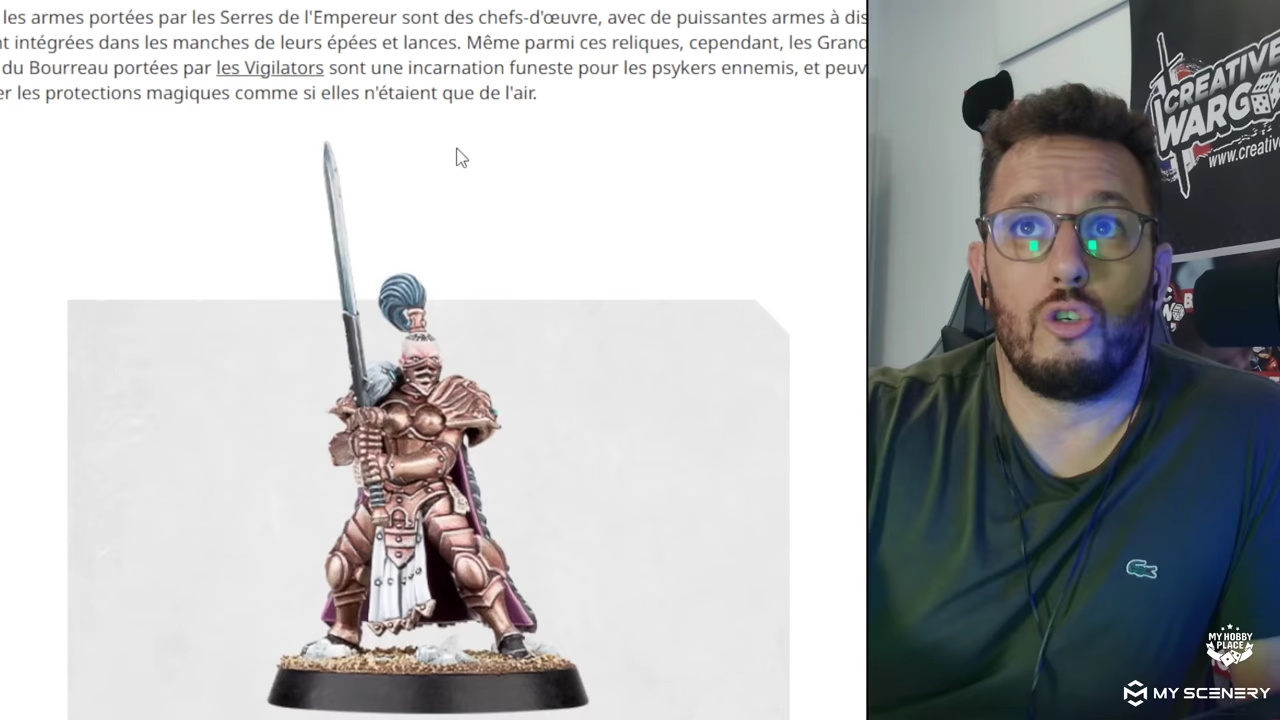 les armes portées par les Serres de l'Empereur sont des chefs-d'œuvre, avec de puissantes armes à dis
nt intégrées dans les manches de leurs épées et lances. Même parmi ces reliques, cependant, les Grand
du Bourreau portées par les Vigilators sont une incarnation funeste pour les psykers ennemis, et peuv
er les protections magiques comme si elles n'étaient que de l'air.
CREATIVE
WARG
www.creative
MY HOBBY
PLACE
MY SCENERY